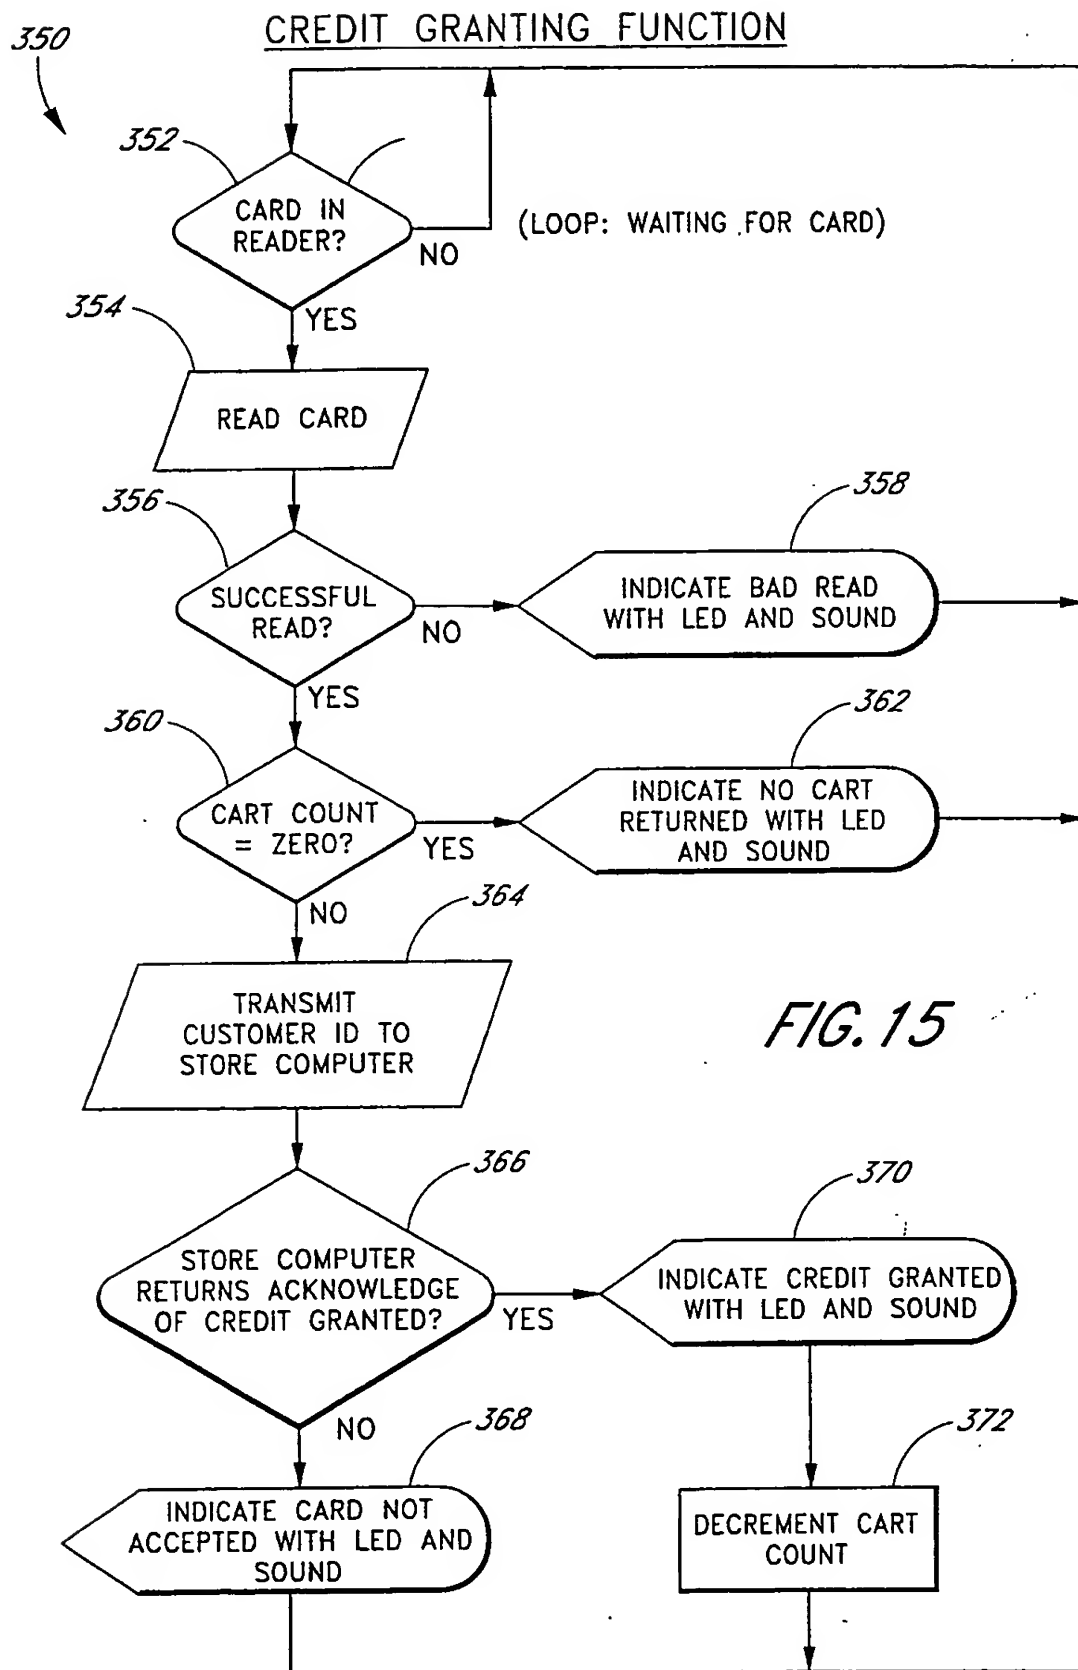 CREDIT GRANTING FUNCTION
350
352
CARD IN
READER?
NO
(LOOP: WAITING FOR CARD)
YES
354
READ CARD
356
SUCCESSFUL
READ?
NO
358
INDICATE BAD READ
WITH LED AND SOUND
YES
360
CART COUNT
= ZERO?
YES
362
INDICATE NO CART
RETURNED WITH LED
AND SOUND
NO
364
TRANSMIT
CUSTOMER ID TO
STORE COMPUTER
FIG. 15
366
STORE COMPUTER
RETURNS ACKNOWLEDGE
OF CREDIT GRANTED?
YES
370
INDICATE CREDIT GRANTED
WITH LED AND SOUND
NO
368
INDICATE CARD NOT
ACCEPTED WITH LED AND
SOUND
372
DECREMENT CART
COUNT